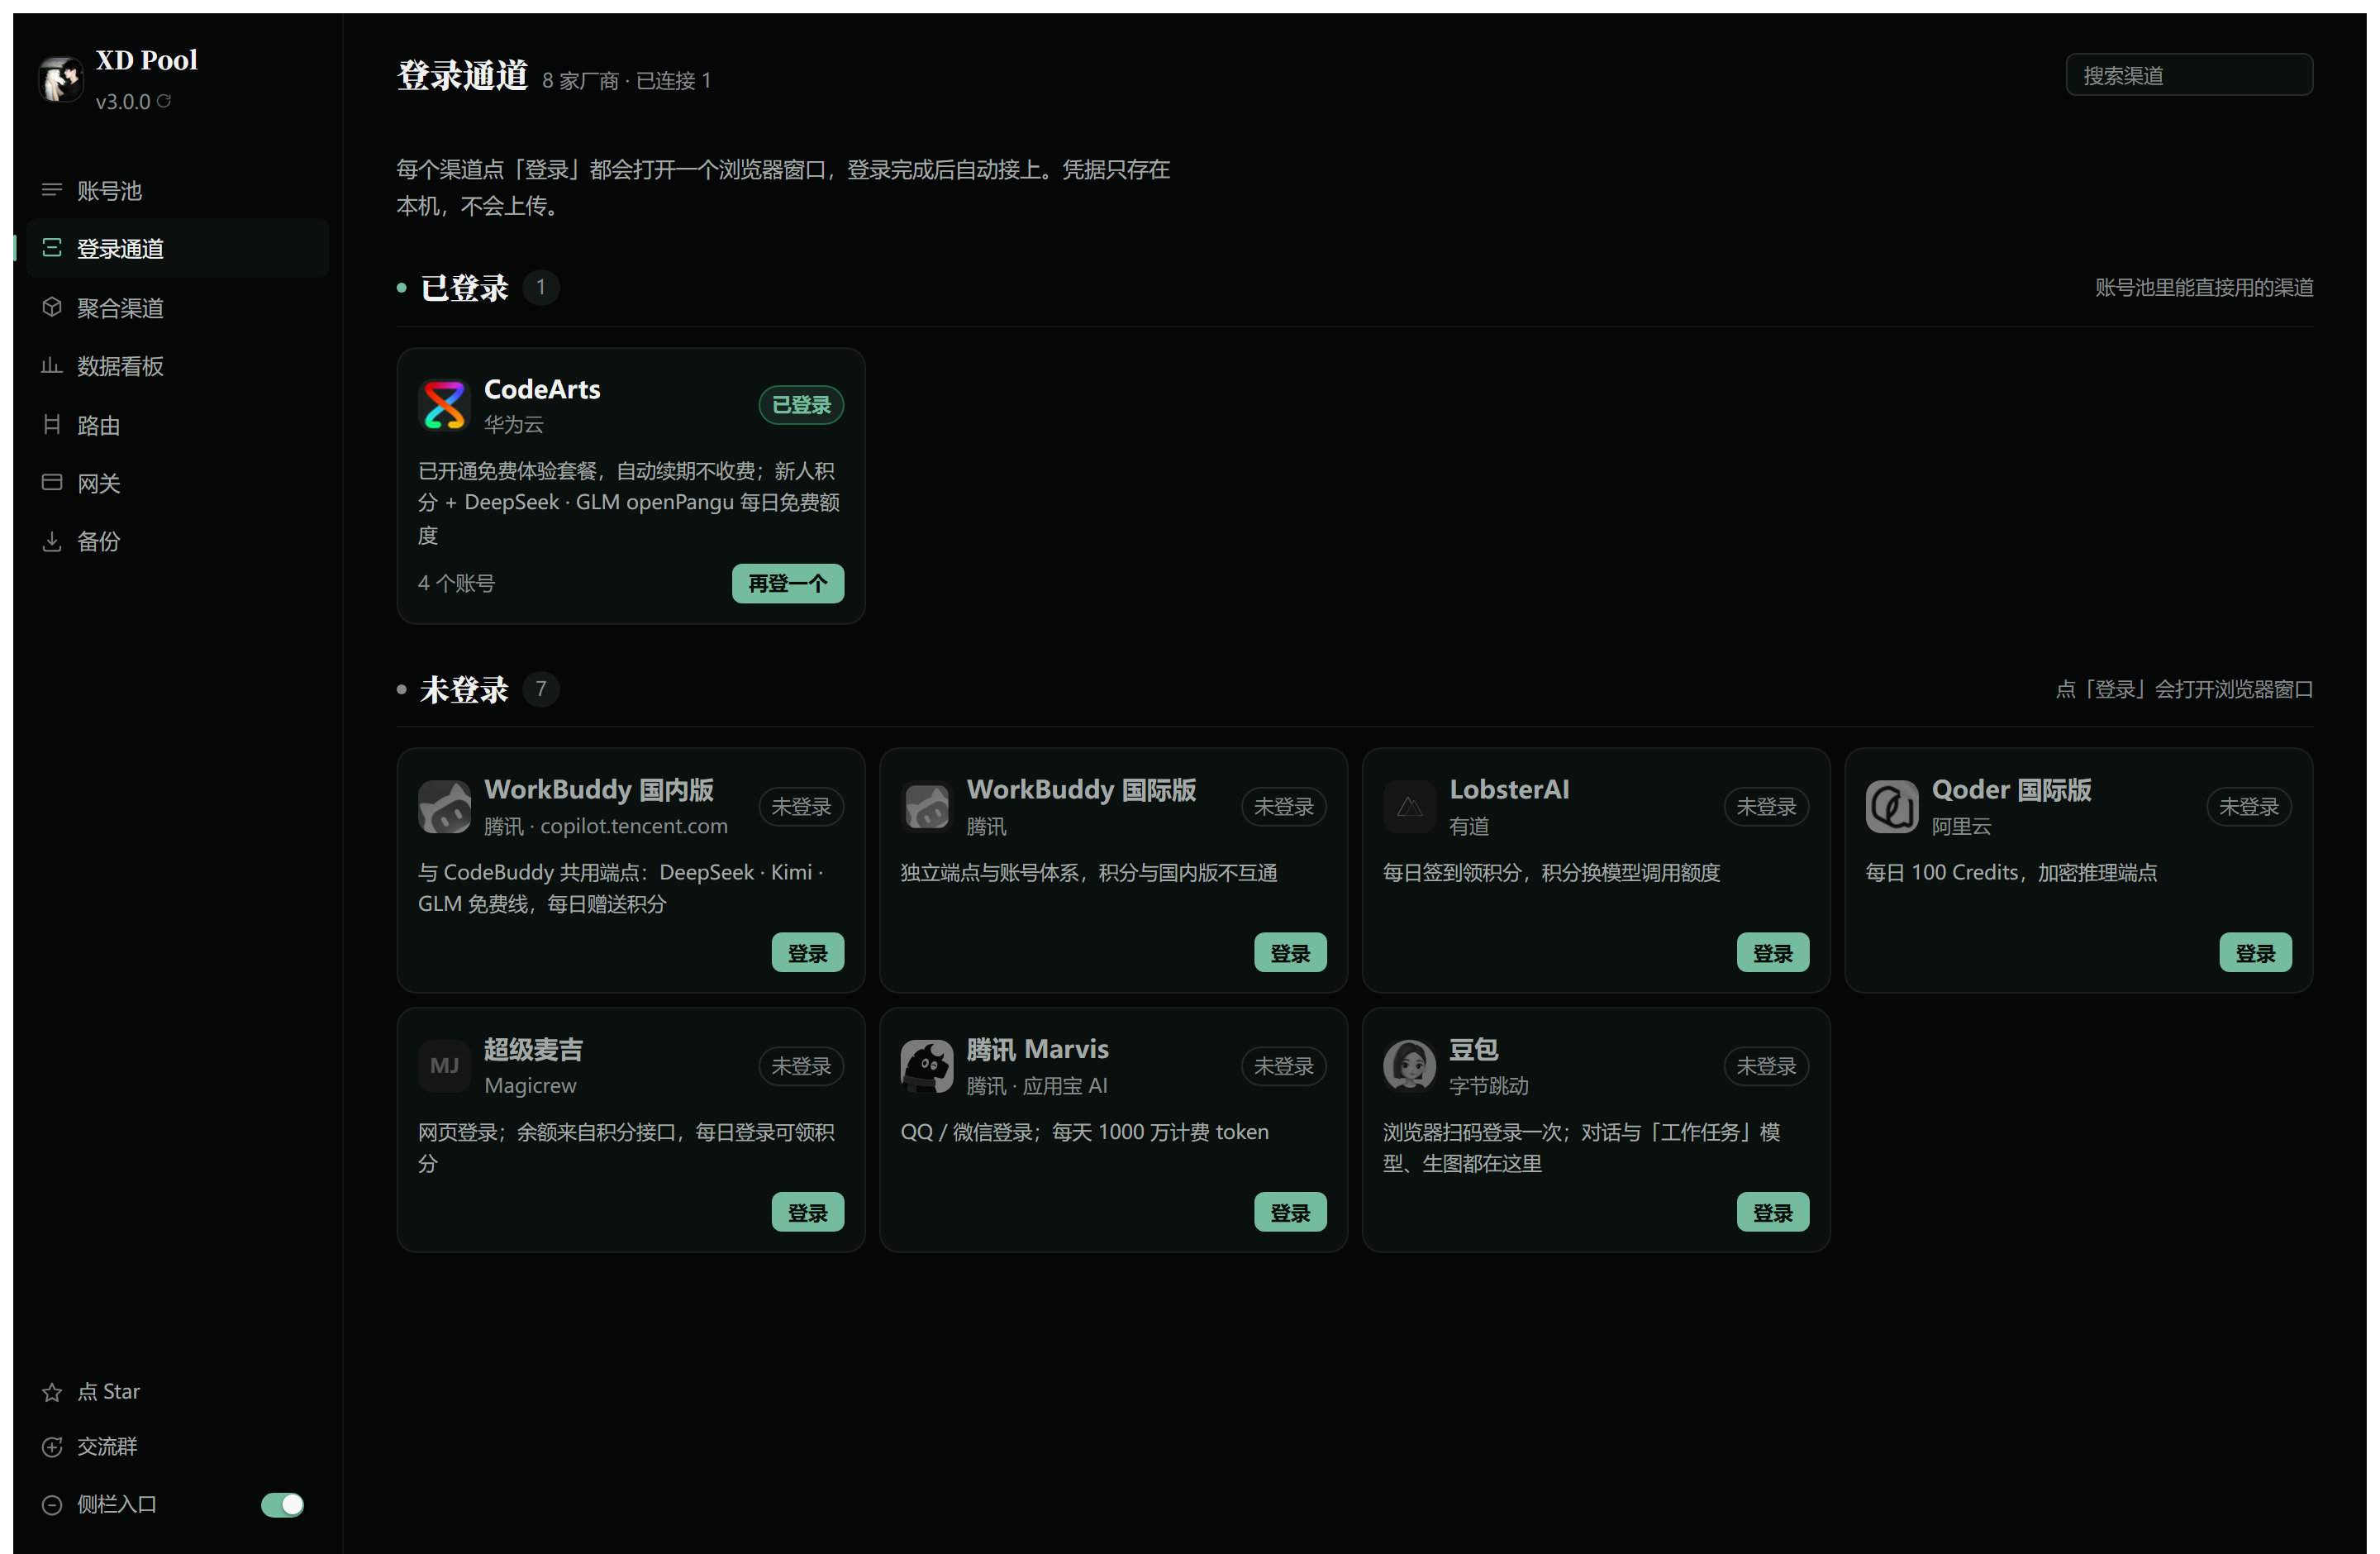 XD Pool
v3.0.0
账号池
登录通道
聚合渠道
数据看板
路由
网关
备份
点 Star
交流群
侧栏入口
登录通道 8 家厂商 · 已连接 1
搜索渠道
每个渠道点「登录」都会打开一个浏览器窗口，登录完成后自动接上。凭据只存在
本机，不会上传。
已登录 1
账号池里能直接用的渠道
CodeArts
华为云
已登录
已开通免费体验套餐，自动续期不收费；新人积
分 + DeepSeek · GLM openPangu 每日免费额
度
4 个账号
再登一个
未登录 7
点「登录」会打开浏览器窗口
WorkBuddy 国内版
腾讯 · copilot.tencent.com
未登录
与 CodeBuddy 共用端点：DeepSeek · Kimi ·
GLM 免费线，每日赠送积分
登录
WorkBuddy 国际版
腾讯
未登录
独立端点与账号体系，积分与国内版不互通
登录
LobsterAI
有道
未登录
每日签到领积分，积分换模型调用额度
登录
Qoder 国际版
阿里云
未登录
每日 100 Credits，加密推理端点
登录
MJ
超级麦吉
Magicrew
未登录
网页登录；余额来自积分接口，每日登录可领积
分
登录
腾讯 Marvis
腾讯 · 应用宝 AI
未登录
QQ / 微信登录；每天 1000 万计费 token
登录
豆包
字节跳动
未登录
浏览器扫码登录一次；对话与「工作任务」模
型、生图都在这里
登录